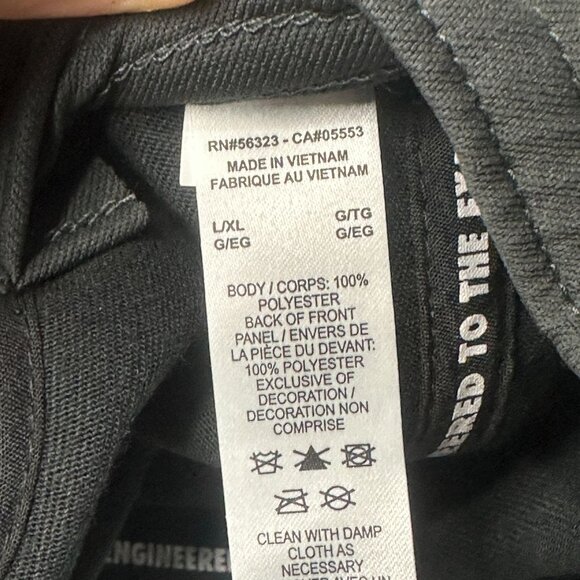 RN#56323 - CA#05553
MADE IN VIETNAM
FABRIQUE AU VIETNAM
L/XL G/TG
G/EG G/EG
BODY / CORPS: 100%
POLYESTER
BACK OF FRONT
PANEL / ENVERS DE
LA PIÈCE DU DEVANT:
100% POLYESTER
EXCLUSIVE OF
DECORATION /
DECORATION NON
COMPRISE
CLEAN WITH DAMP
CLOTH AS
NECESSARY
ERED TO THE EX
ENGINEERE